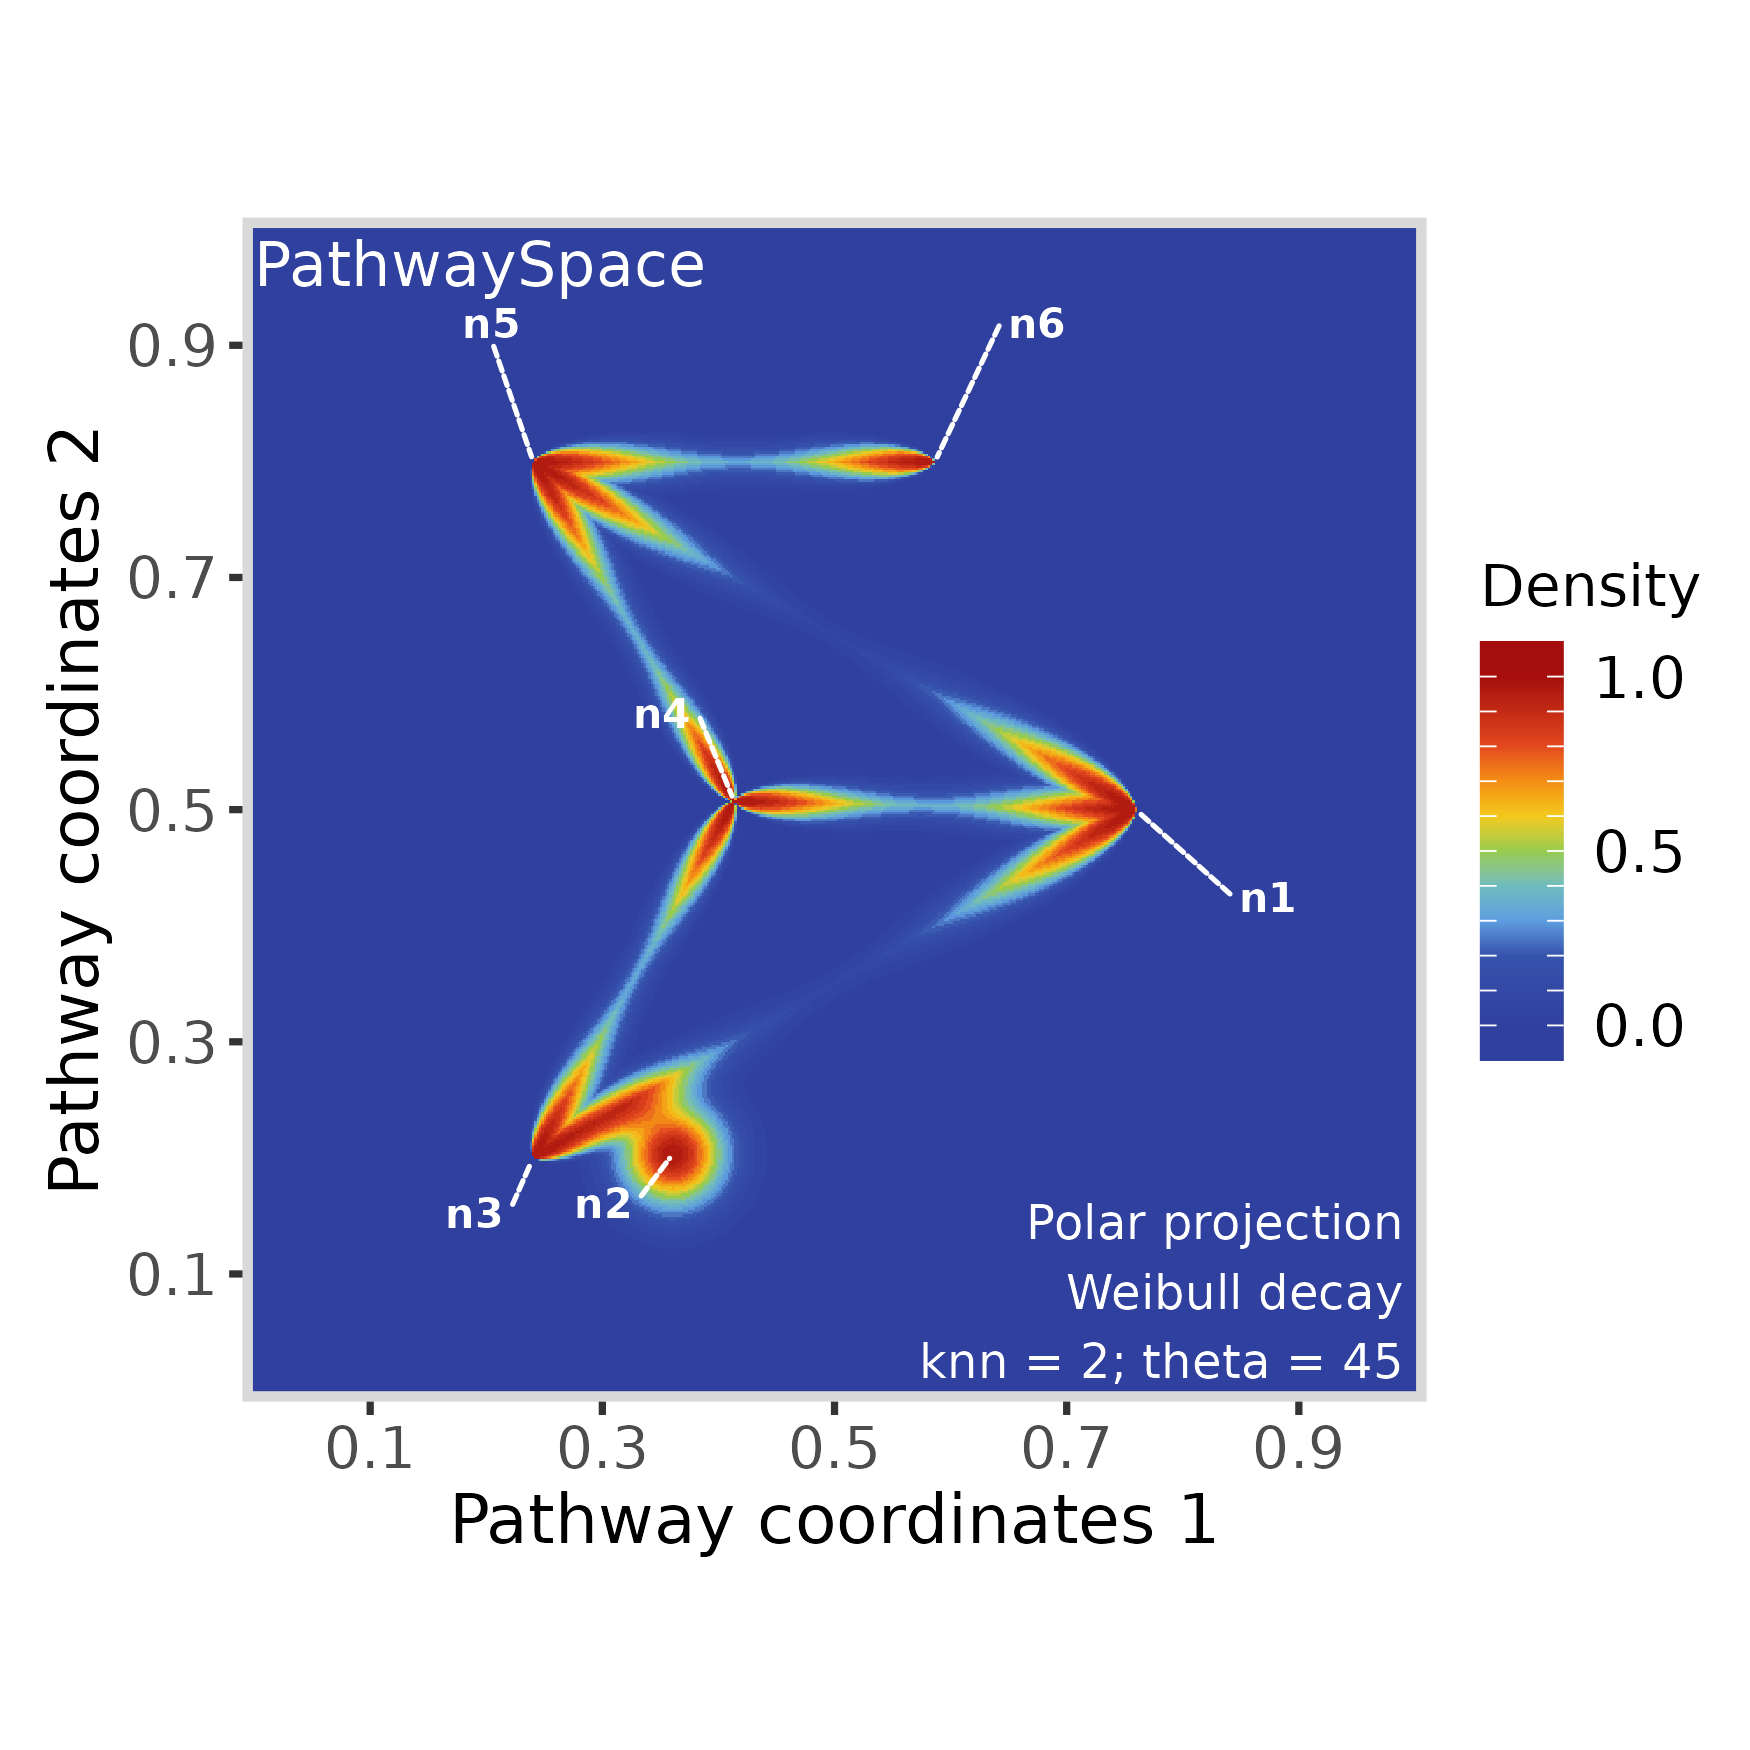 PathwaySpace
n5
n6
n4
n1
n3
n2
Polar projection
Weibull decay
knn = 2; theta = 45
0.9
0.7
0.5
0.3
0.1
Pathway coordinates 2
0.1
0.3
0.5
0.7
0.9
Pathway coordinates 1
Density
1.0
0.5
0.0